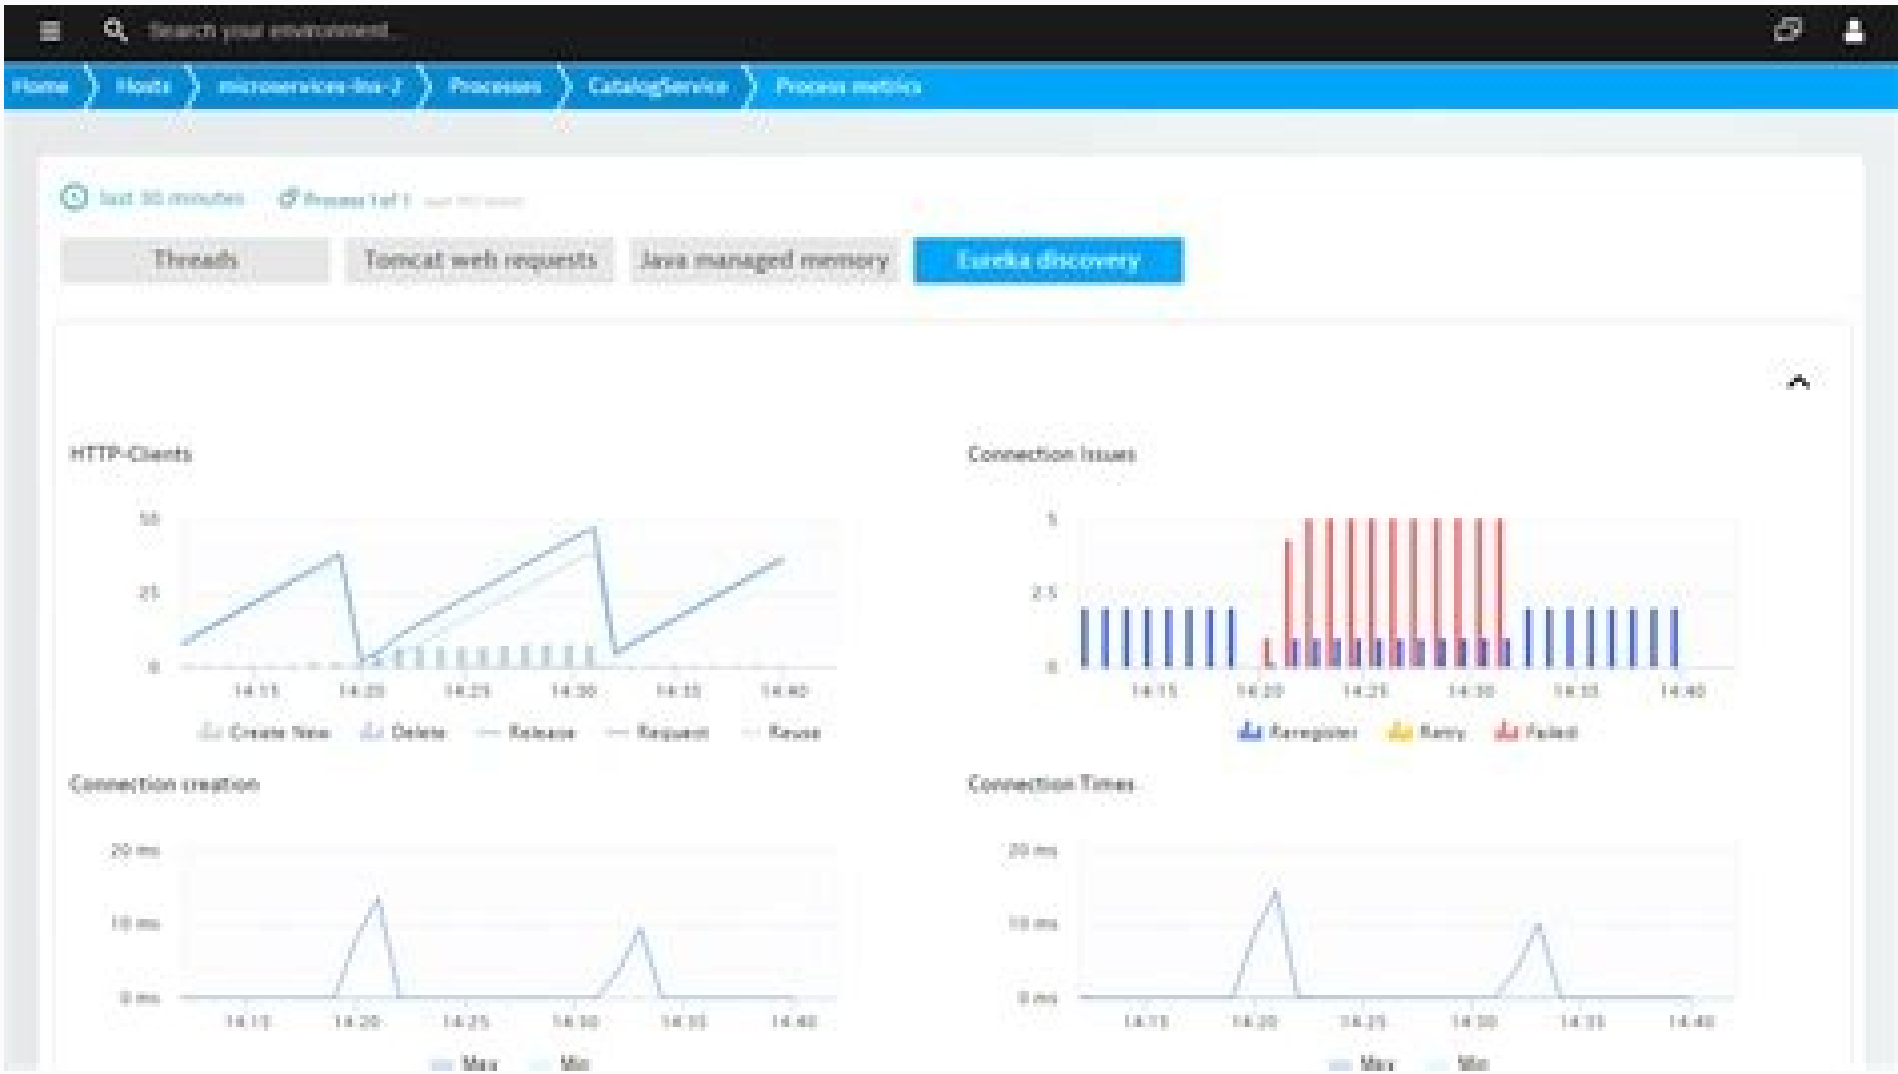 Search your environment...
Home Hosts microservices-lnx-2 Processes CatalogService Process metrics
last 30 minutes Process 1 of 1
Threads Tomcat web requests Java managed memory Eureka discovery
HTTP-Clients
50
25
0
14:15 14:20 14:25 14:30 14:35 14:40
Create New Delete Release Request Reuse
Connection Issues
5
2.5
0
14:15 14:20 14:25 14:30 14:35 14:40
Reregister Retry Failed
Connection creation
20 ms
10 ms
0 ms
14:15 14:20 14:25 14:30 14:35 14:40
Max Min
Connection Times
20 ms
10 ms
0 ms
14:15 14:20 14:25 14:30 14:35 14:40
Max Min